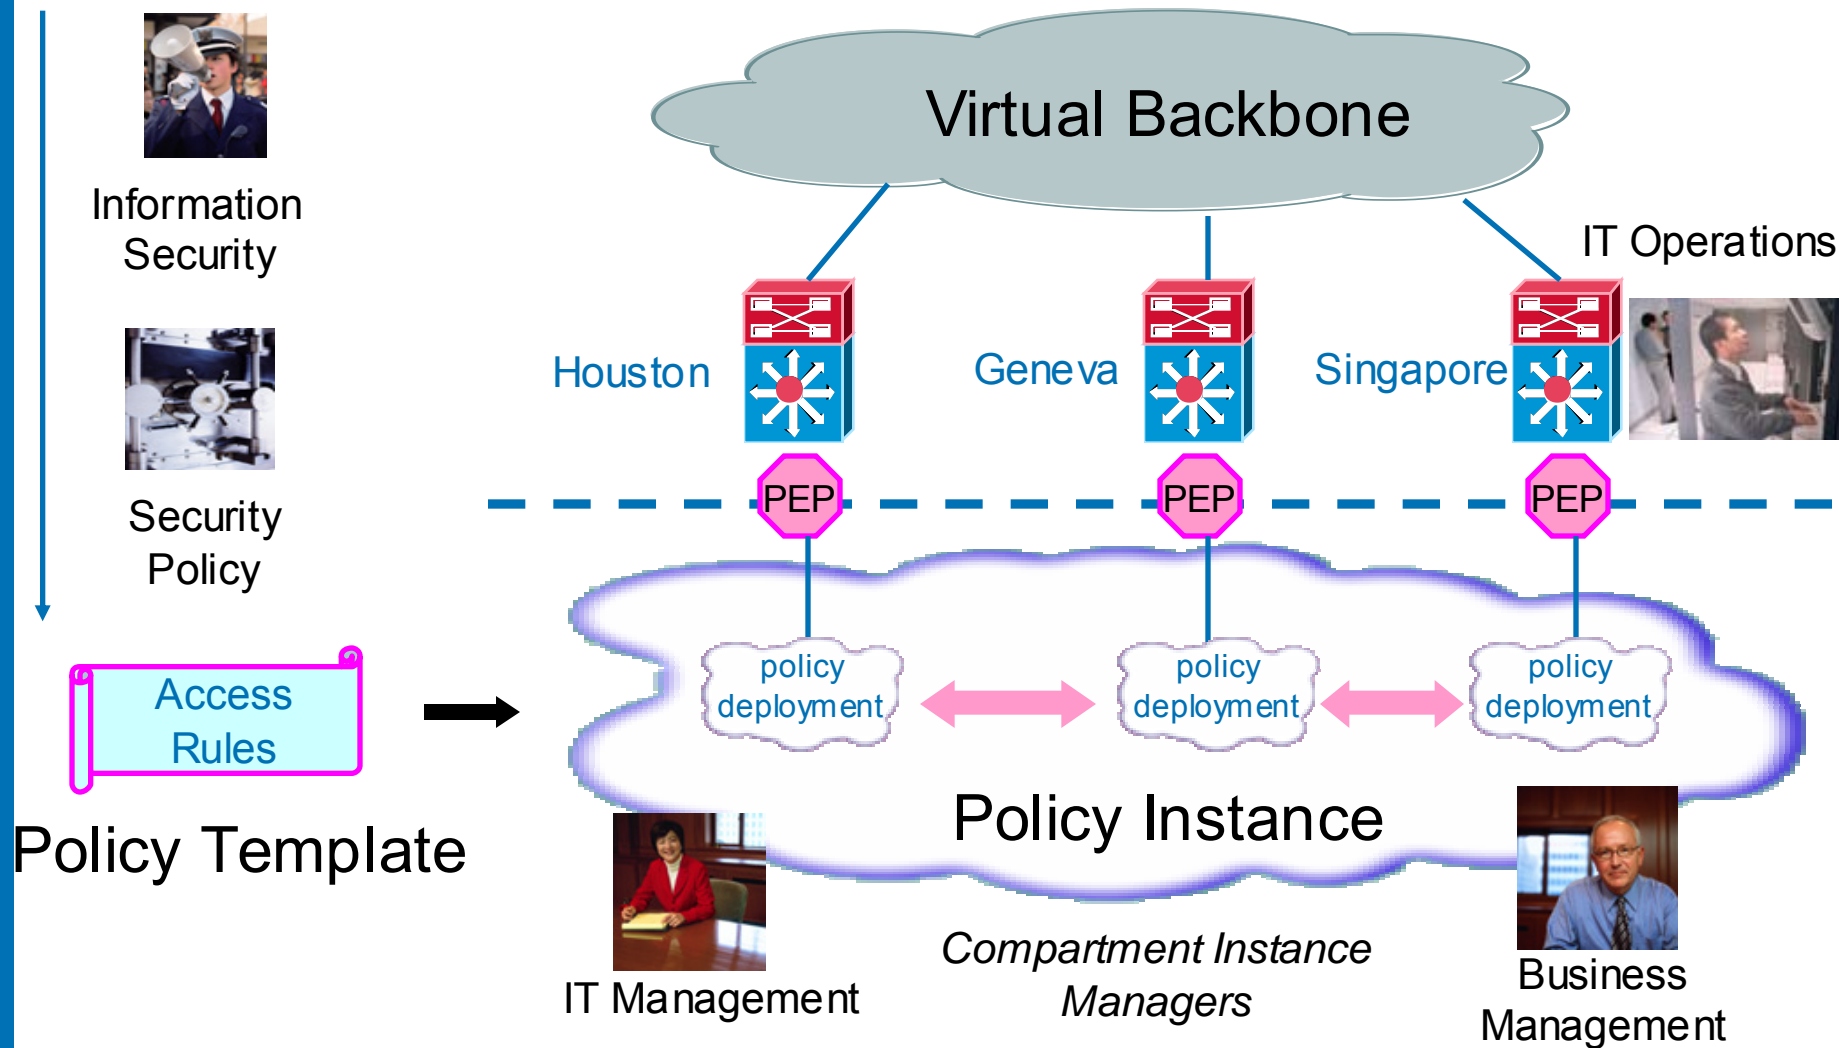 Virtual Backbone
Information
Security
IT Operations
Houston
Geneva
Singapore
PEP
PEP
PEP
Security
Policy
policy
deployment
policy
deployment
policy
deployment
Access
Rules
Policy Template
Policy Instance
IT Management
Compartment Instance
Managers
Business
Management